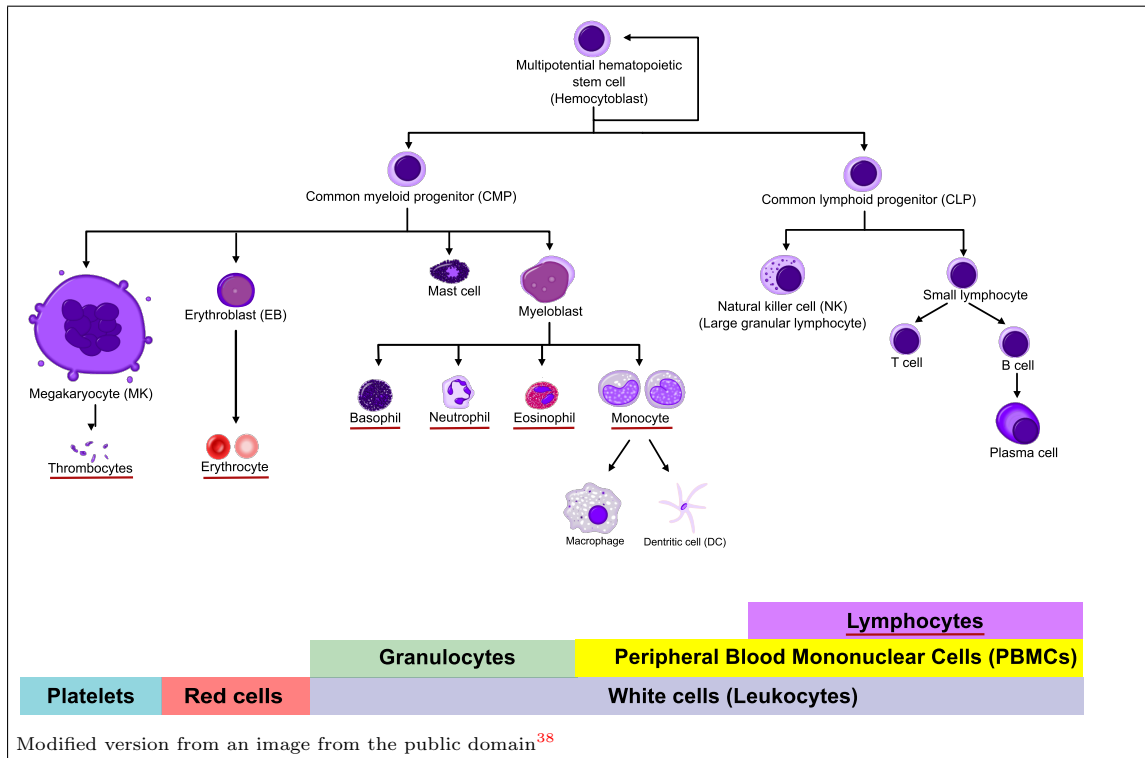 Multipotential hematopoietic
stem cell
(Hemocytoblast)
Common myeloid progenitor (CMP)
Common lymphoid progenitor (CLP)
Megakaryocyte (MK)
Erythroblast (EB)
Mast cell
Myeloblast
Natural killer cell (NK)
(Large granular lymphocyte)
Small lymphocyte
T cell
B cell
Thrombocytes
Erythrocyte
Basophil
Neutrophil
Eosinophil
Monocyte
Plasma cell
Macrophage
Dentritic cell (DC)
Lymphocytes
Granulocytes
Peripheral Blood Mononuclear Cells (PBMCs)
Platelets
Red cells
White cells (Leukocytes)
Modified version from an image from the public domain38